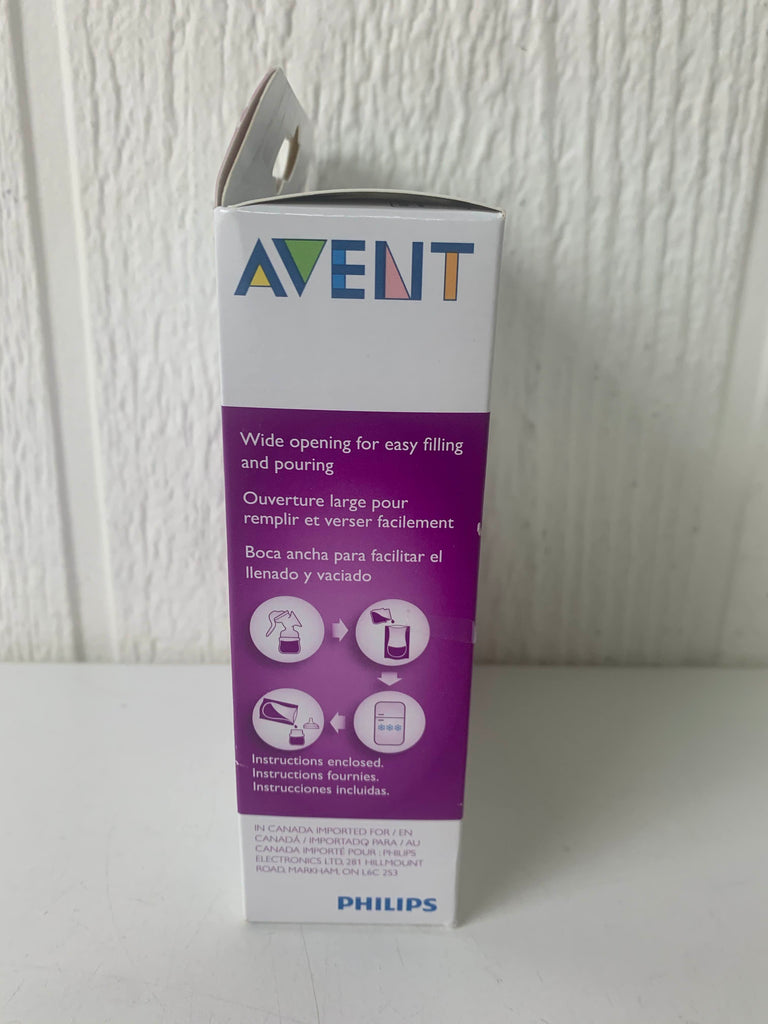 AVENT
Wide opening for easy filling
and pouring
Ouverture large pour
remplir et verser facilement
Boca ancha para facilitar el
llenado y vaciado
Instructions enclosed.
Instructions fournies.
Instrucciones incluidas.
IN CANADA IMPORTED FOR / EN
CANADÁ / IMPORTADO PARA / AU
CANADA IMPORTÉ POUR : PHILIPS
ELECTRONICS LTD, 281 HILLMOUNT
ROAD, MARKHAM, ON L6C 2S3
PHILIPS